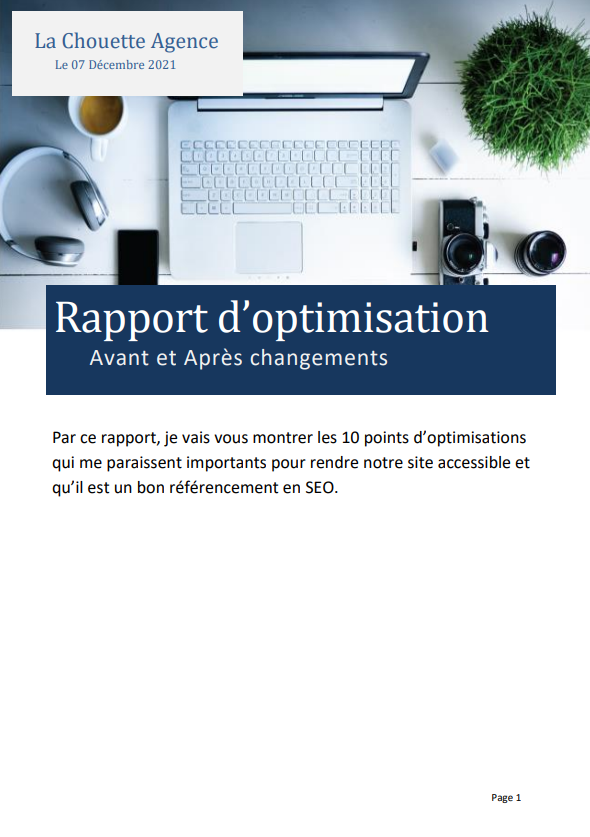 La Chouette Agence
Le 07 Décembre 2021
Rapport d’optimisation
Avant et Après changements
Par ce rapport, je vais vous montrer les 10 points d’optimisations
qui me paraissent importants pour rendre notre site accessible et
qu’il est un bon référencement en SEO.
Page 1